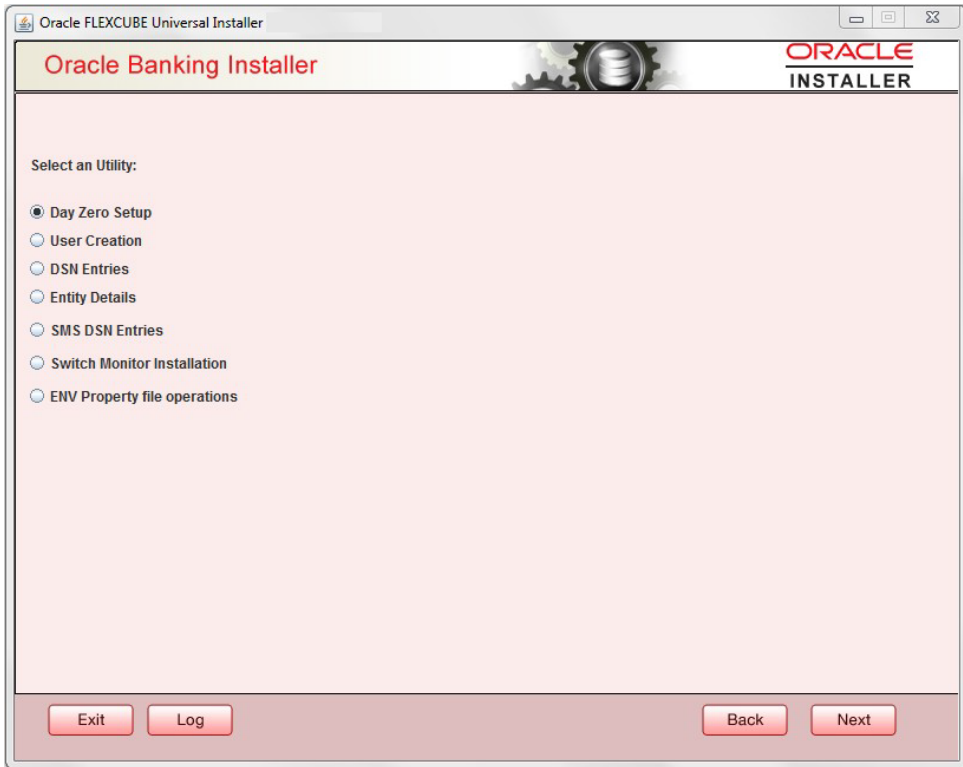 Oracle FLEXCUBE Universal Installer
Oracle Banking Installer
ORACLE
INSTALLER
Select an Utility:
Day Zero Setup
User Creation
DSN Entries
Entity Details
SMS DSN Entries
Switch Monitor Installation
ENV Property file operations
Exit
Log
Back
Next